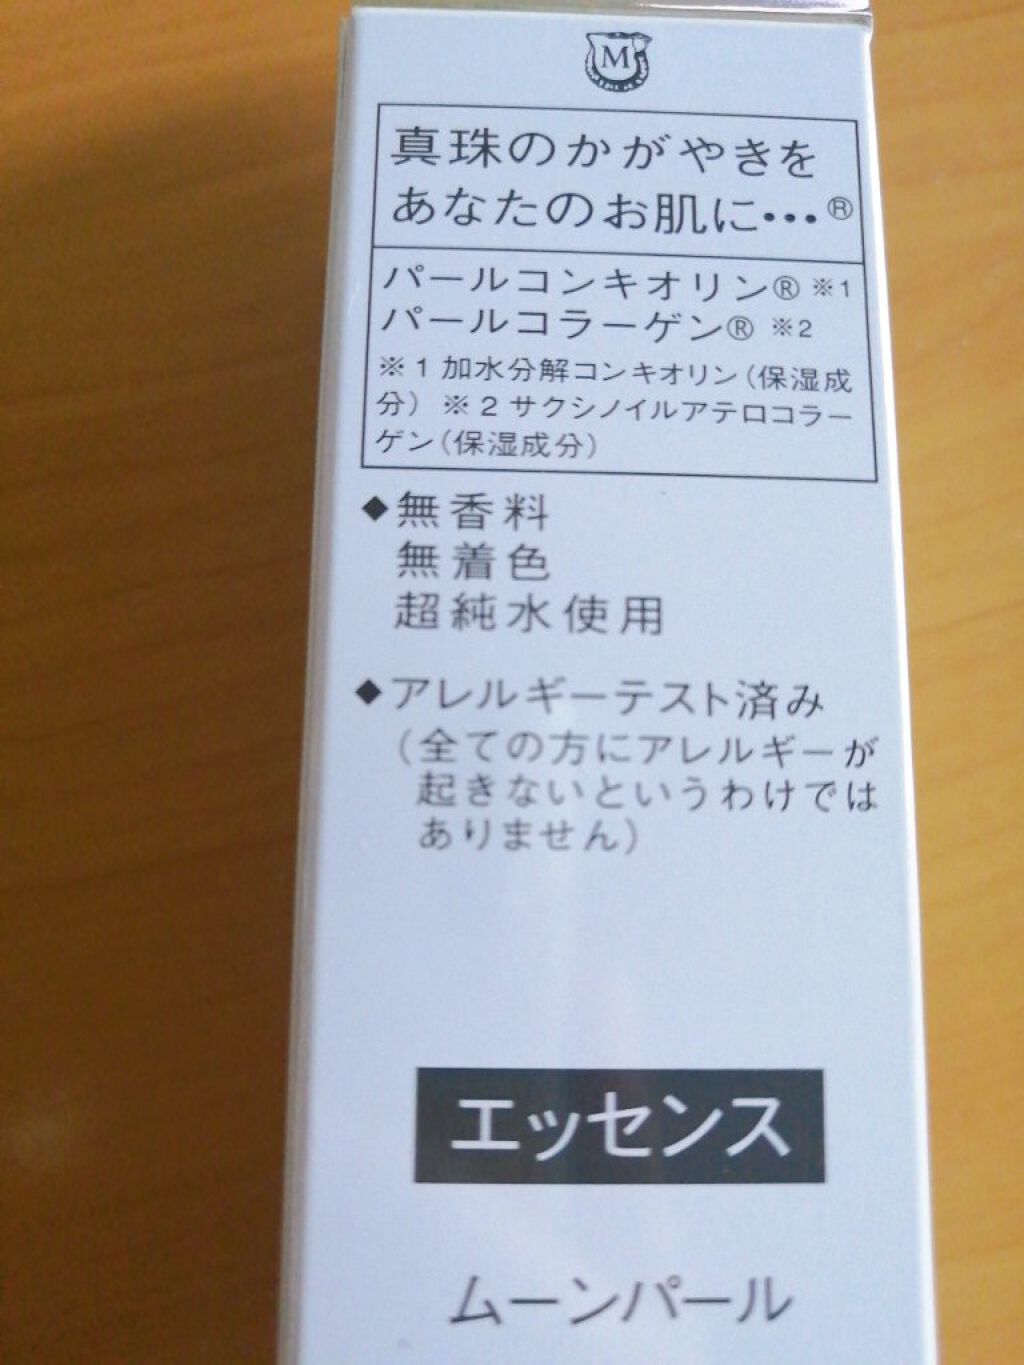 M
真珠のかがやきを
あなたのお肌に…®
パールコンキオリン® ※1
パールコラーゲン® ※2
※1 加水分解コンキオリン(保湿成
分) ※2 サクシノイルアテロコラー
ゲン(保湿成分)
◆無香料
無着色
超純水使用
◆アレルギーテスト済み
(全ての方にアレルギーが
起きないというわけでは
ありません)
エッセンス
ムーンパール